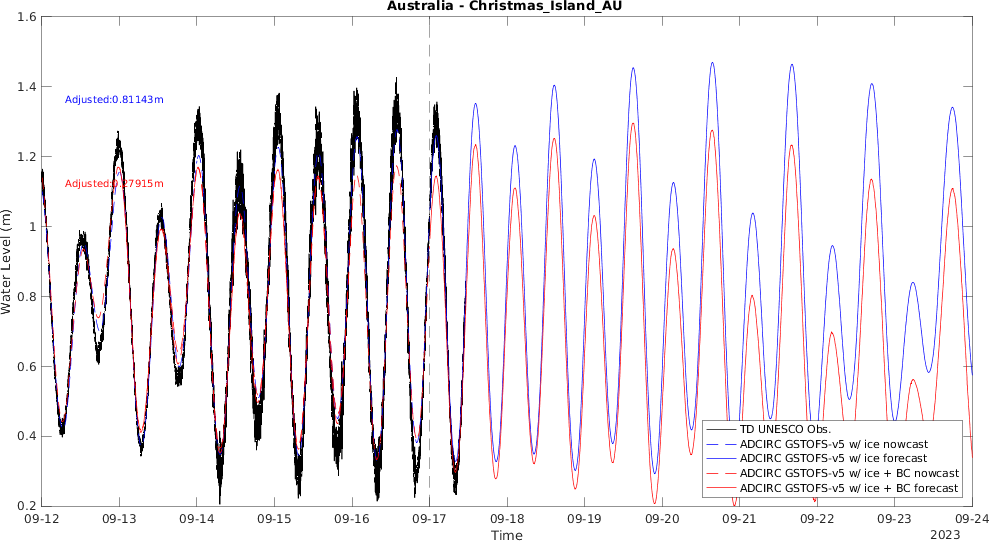 Australia - Christmas_Island_AU
1.6
1.4
1.2
1
0.8
0.6
0.4
0.2
Water Level (m)
Adjusted:0.81143m
Adjusted:0.27915m
TD UNESCO Obs.
ADCIRC GSTOFS-v5 w/ ice nowcast
ADCIRC GSTOFS-v5 w/ ice forecast
ADCIRC GSTOFS-v5 w/ ice + BC nowcast
ADCIRC GSTOFS-v5 w/ ice + BC forecast
09-12 09-13 09-14 09-15 09-16 09-17 09-18 09-19 09-20 09-21 09-22 09-23 09-24
Time
2023